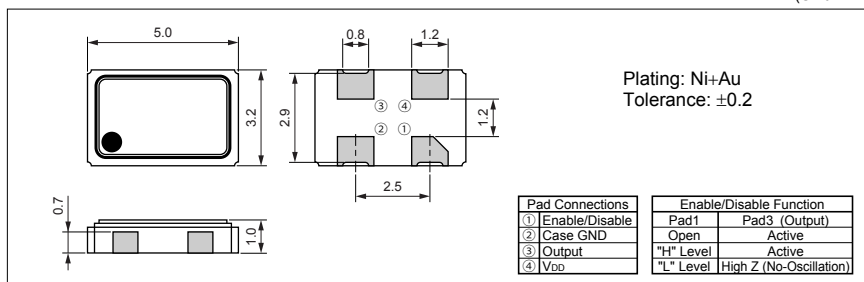 5.0
3.2
0.7
1.0
0.8
1.2
2.9
1.2
2.5
③ ④
② ①
Plating: Ni+Au
Tolerance: ±0.2
Pad Connections
① Enable/Disable
② Case GND
③ Output
④ VDD
Enable/Disable Function
Pad1 Pad3 (Output)
Open Active
"H" Level Active
"L" Level High Z (No-Oscillation)